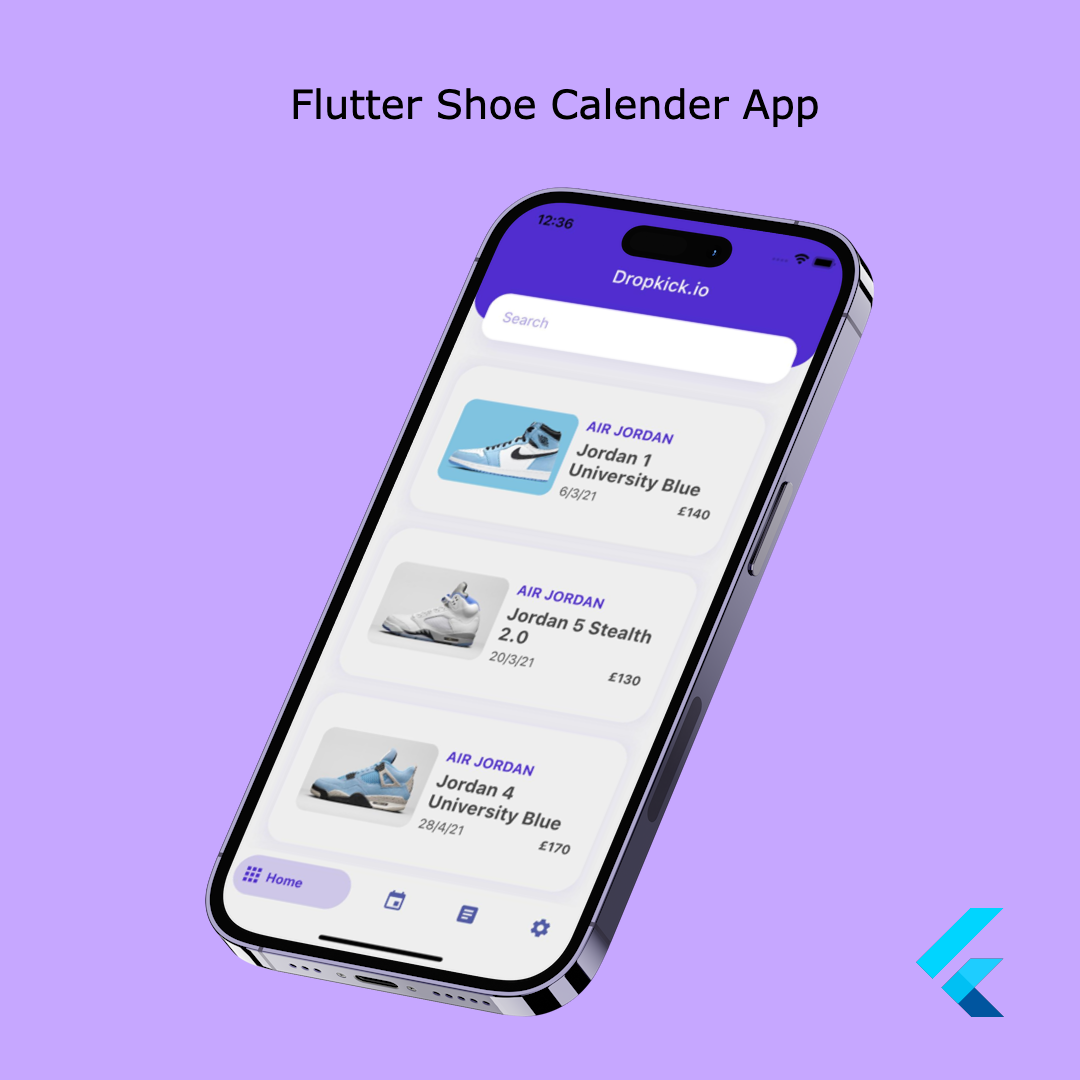 Flutter Shoe Calender App
12:36
Dropkick.io
Search
AIR JORDAN
Jordan 1
University Blue
6/3/21
£140
AIR JORDAN
Jordan 5 Stealth
2.0
20/3/21
£130
AIR JORDAN
Jordan 4
University Blue
28/4/21
£170
Home